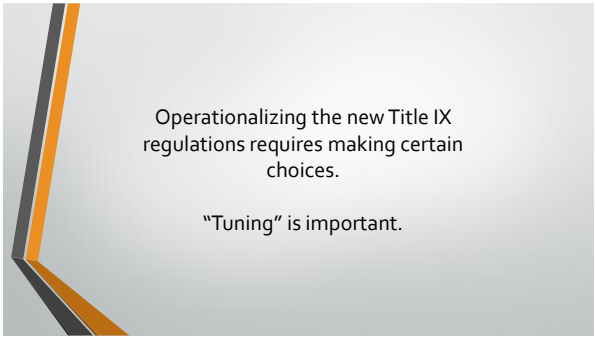 Operationalizing the new Title IX
regulations requires making certain
choices.
“Tuning” is important.